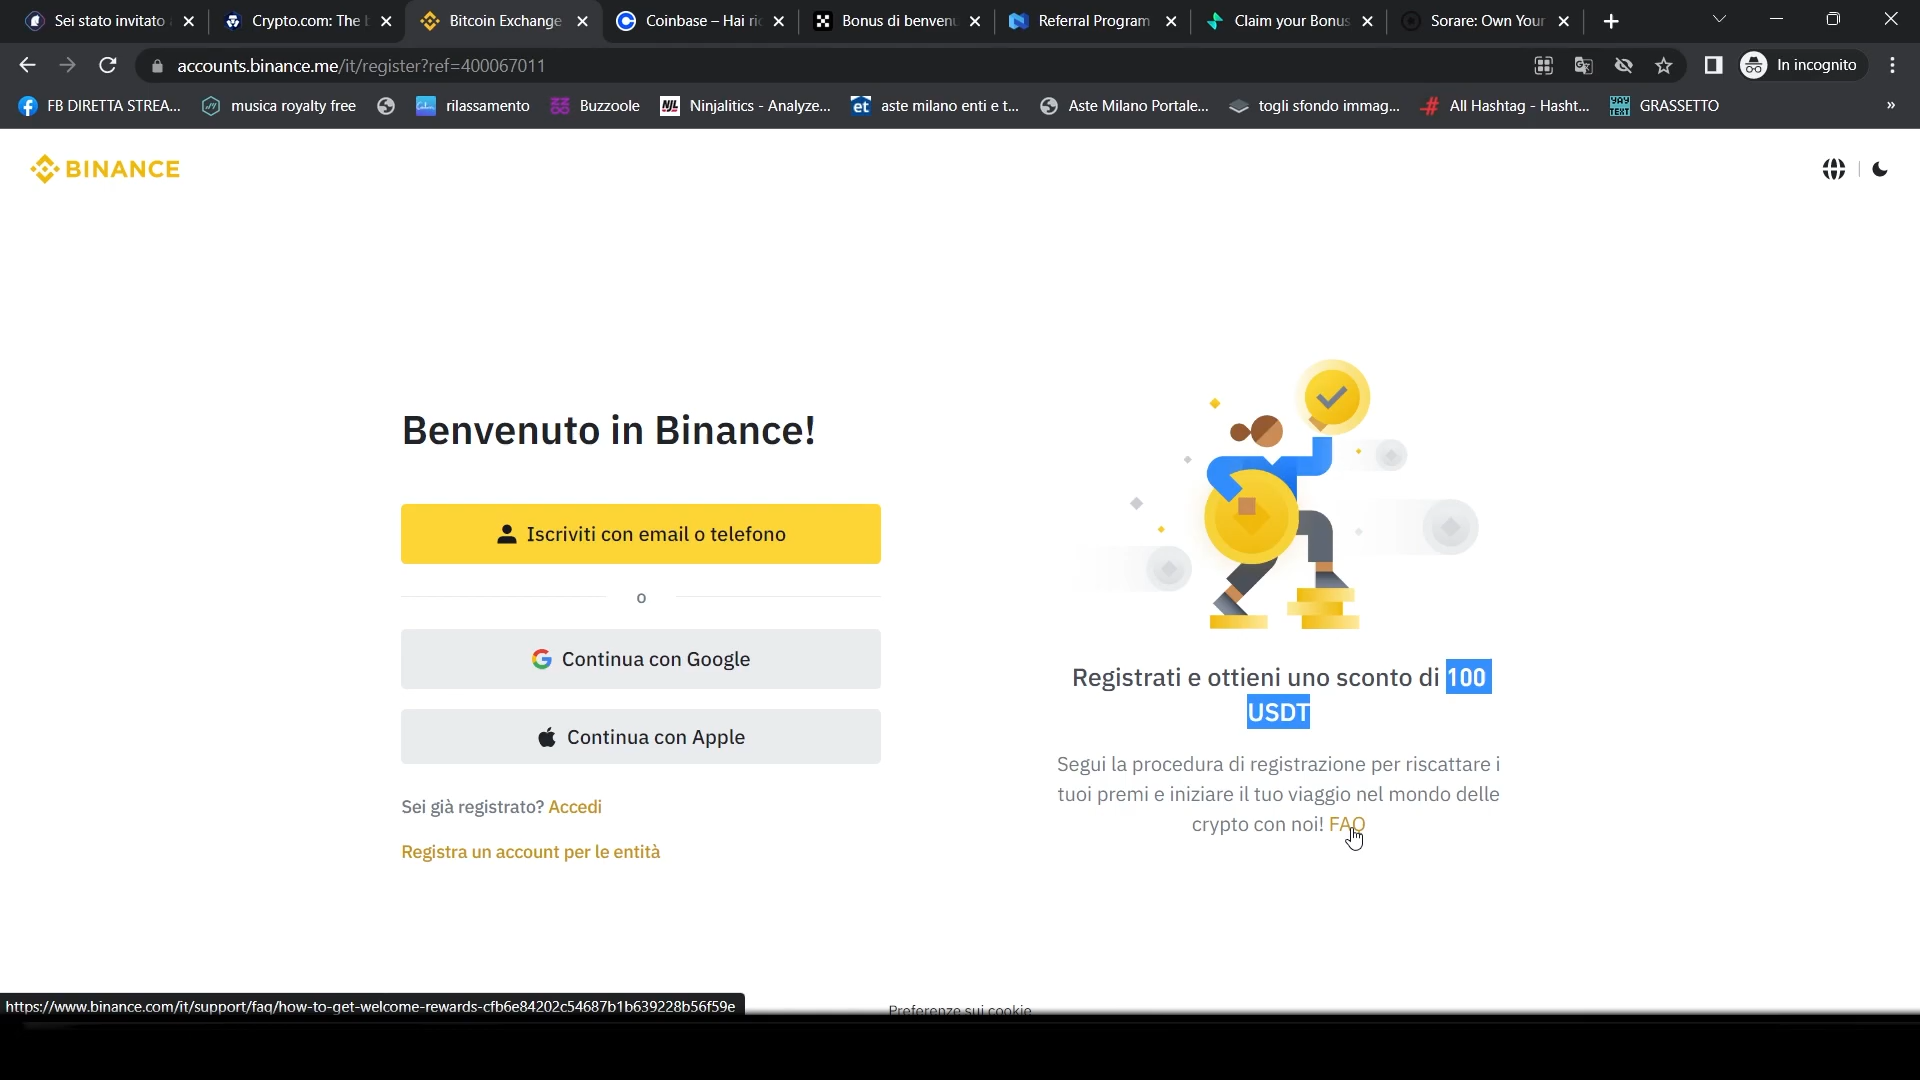 Sei stato invitato
Crypto.com: The b
Bitcoin Exchange
Coinbase – Hai ri
Bonus di benven
Referral Program
Claim your Bonus
Sorare: Own Your
accounts.binance.me/it/register?ref=400067011
In incognito
FB DIRETTA STREA...
musica royalty free
rilassamento
Buzzoole
Ninjalitics - Analyze...
aste milano enti e t...
Aste Milano Portale...
togli sfondo immag...
All Hashtag - Hasht...
GRASSETTO
»
BINANCE
Benvenuto in Binance!
Iscriviti con email o telefono
o
Continua con Google
Continua con Apple
Sei già registrato? Accedi
Registra un account per le entità
Registrati e ottieni uno sconto di 100
USDT
Segui la procedura di registrazione per riscattare i
tuoi premi e iniziare il tuo viaggio nel mondo delle
crypto con noi! FAQ
https://www.binance.com/it/support/faq/how-to-get-welcome-rewards-cfb6e84202c54687b1b639228b56f59e
Preferenze sui cookie